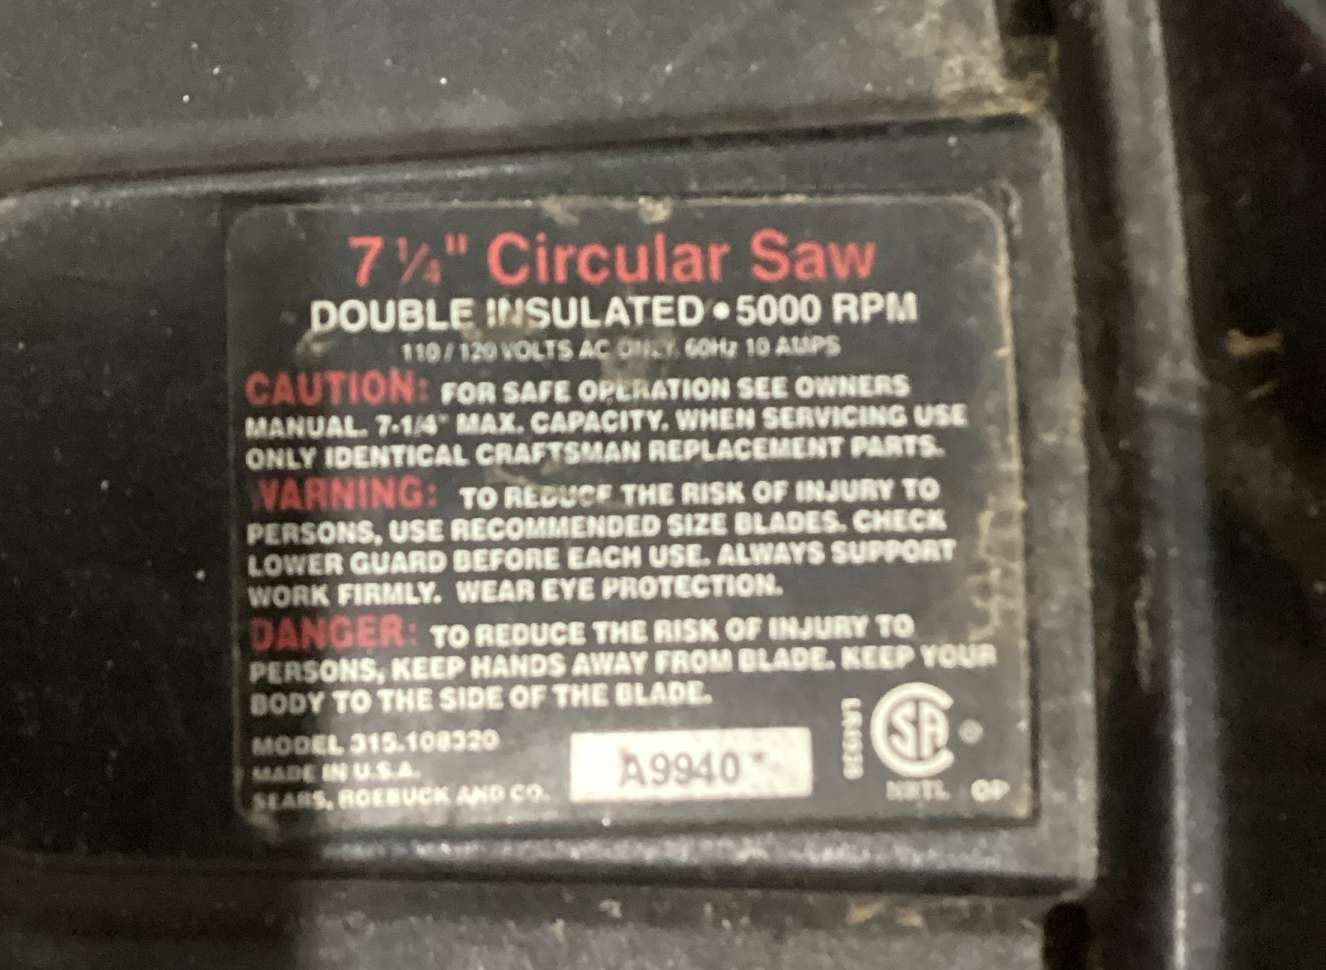 7 1/4" Circular Saw
DOUBLE INSULATED • 5000 RPM
110 / 120 VOLTS AC ONLY. 60Hz 10 AMPS
CAUTION: FOR SAFE OPERATION SEE OWNERS
MANUAL. 7-1/4" MAX. CAPACITY. WHEN SERVICING USE
ONLY IDENTICAL CRAFTSMAN REPLACEMENT PARTS.
WARNING: TO REDUCE THE RISK OF INJURY TO
PERSONS, USE RECOMMENDED SIZE BLADES. CHECK
LOWER GUARD BEFORE EACH USE. ALWAYS SUPPORT
WORK FIRMLY. WEAR EYE PROTECTION.
DANGER: TO REDUCE THE RISK OF INJURY TO
PERSONS, KEEP HANDS AWAY FROM BLADE. KEEP YOUR
BODY TO THE SIDE OF THE BLADE.
MODEL 315.108320
MADE IN U.S.A.
SEARS, ROEBUCK AND CO.
A9940
SA ®
NRTL